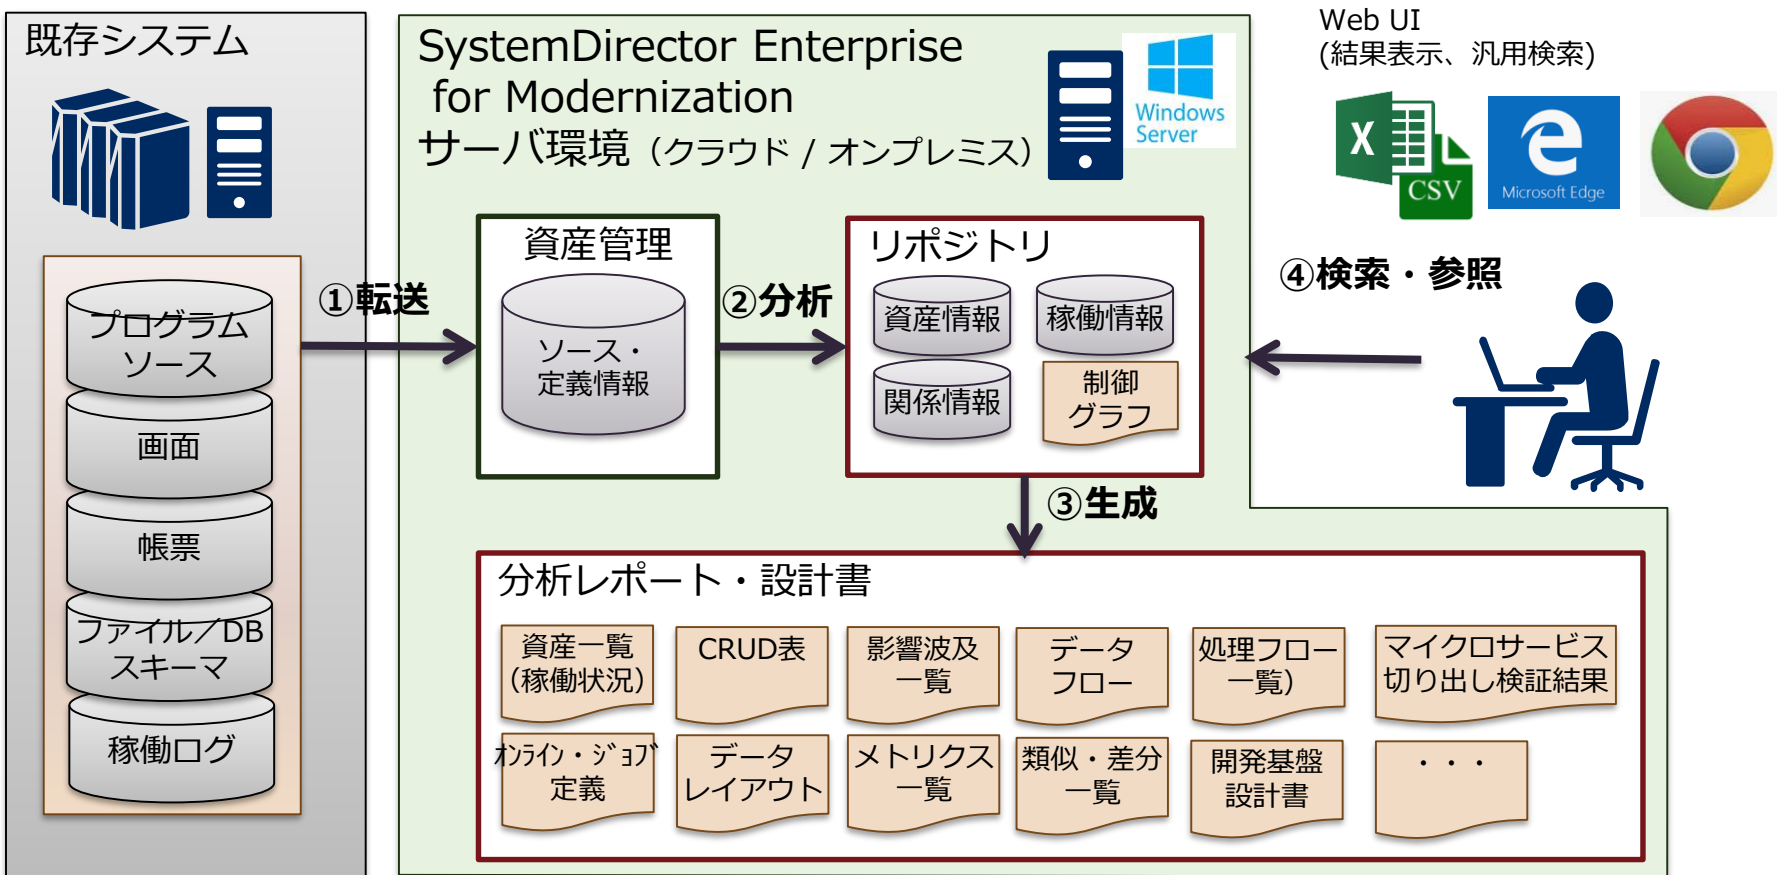 既存システム
プログラム
ソース
画面
帳票
ファイル／DB
スキーマ
稼働ログ
①転送
SystemDirector Enterprise
for Modernization
サーバ環境（クラウド / オンプレミス）
Windows
Server
資産管理
ソース・
定義情報
②分析
リポジトリ
資産情報
稼働情報
関係情報
制御
グラフ
③生成
Web UI
(結果表示、汎用検索)
X
CSV
Microsoft Edge
④検索・参照
分析レポート・設計書
資産一覧
（稼働状況）
CRUD表
影響波及
一覧
データ
フロー
処理フロー
一覧）
マイクロサービス
切り出し検証結果
ｵﾝﾗｲﾝ・ｼﾞｮﾌﾞ
定義
データ
レイアウト
メトリクス
一覧
類似・差分
一覧
開発基盤
設計書
・・・